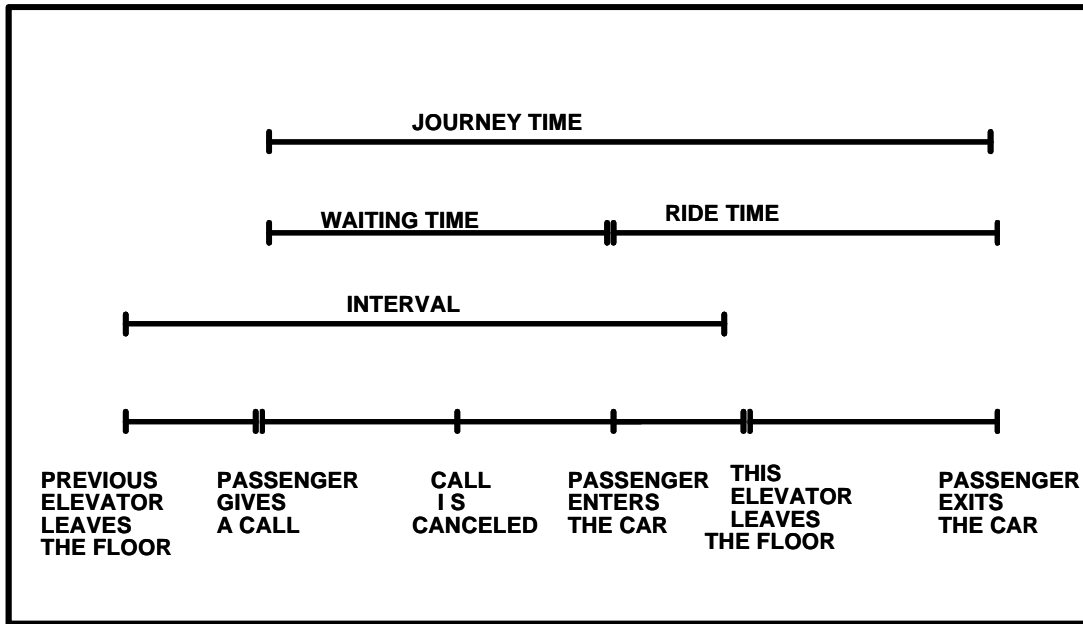 JOURNEY TIME
WAITING TIME
RIDE TIME
INTERVAL
PREVIOUS
ELEVATOR
LEAVES
THE FLOOR
PASSENGER
GIVES
A CALL
CALL
I S
CANCELED
PASSENGER
ENTERS
THE CAR
THIS
ELEVATOR
LEAVES
THE FLOOR
PASSENGER
EXITS
THE CAR